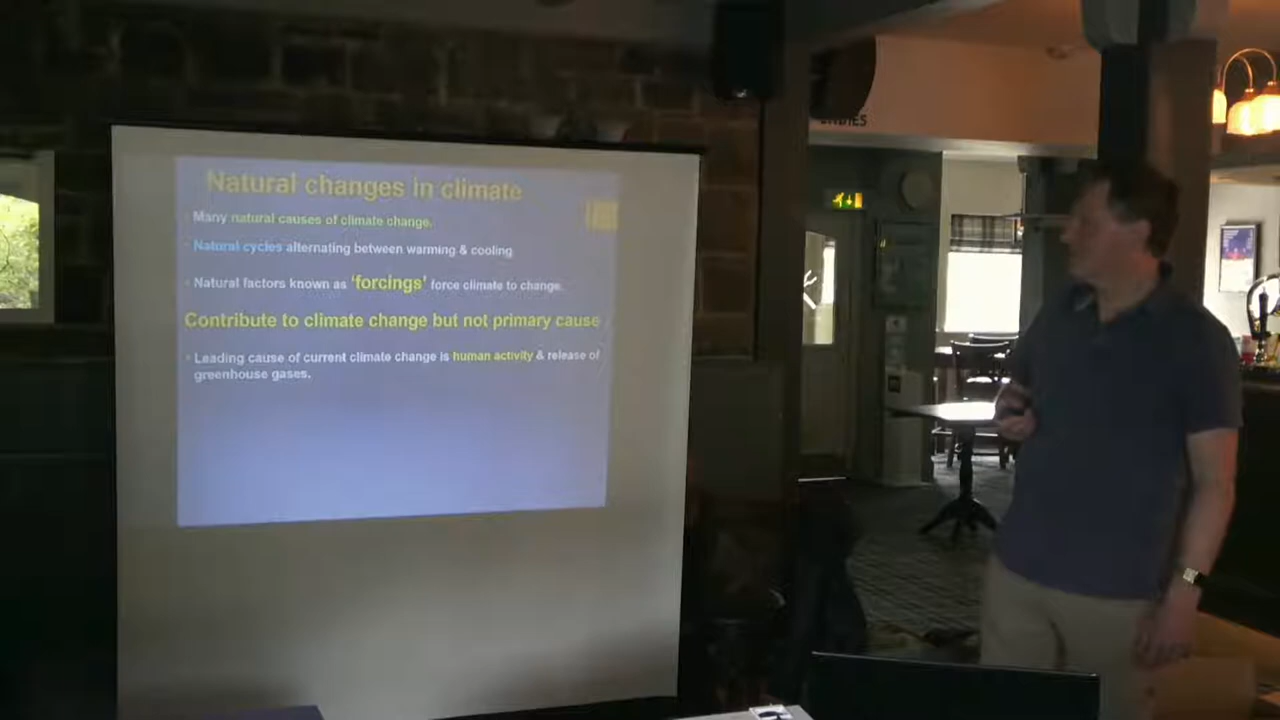 Natural changes in climate
Many natural causes of climate change.
Natural cycles alternating between warming & cooling
Natural factors known as 'forcings' force climate to change.
Contribute to climate change but not primary cause
Leading cause of current climate change is human activity & release of
greenhouse gases.